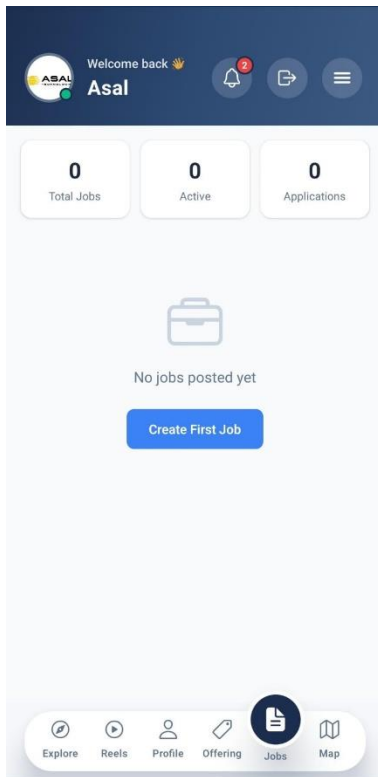 Welcome back 👋
Asal
ASAL
2
0
Total Jobs
0
Active
0
Applications
No jobs posted yet
Create First Job
Explore
Reels
Profile
Offering
Jobs
Map